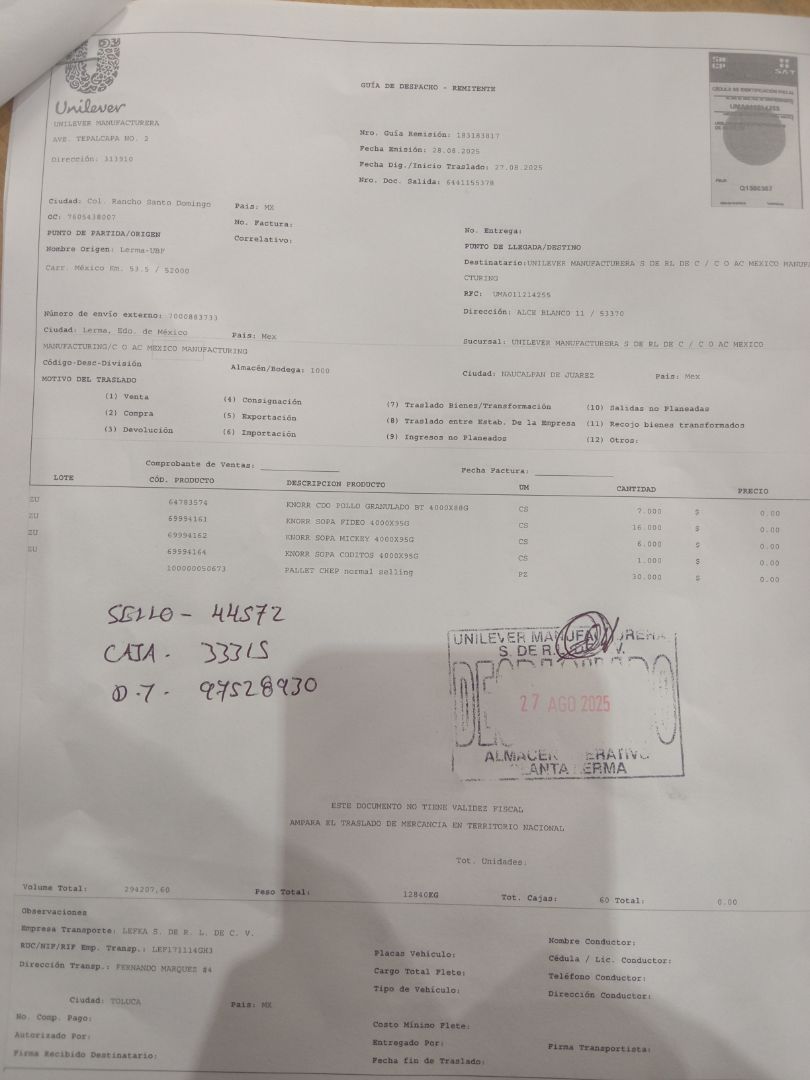 Unilever
GUÍA DE DESPACHO - REMITENTE
UNILEVER MANUFACTURERA
AVE. TEPALCAPA NO. 2
Dirección: 313910
Nro. Guía Remisión: 183183817
Fecha Emisión: 28.08.2025
Fecha Dig./Inicio Traslado: 27.08.2025
Nro. Doc. Salida: 6441155378
SAT
CÉDULA DE IDENTIFICACIÓN FISCAL
Ciudad: Col. Rancho Santo Domingo
País: MX
OC: 7605438007
No. Factura:
No. Entrega:
PUNTO DE PARTIDA/ORIGEN
Correlativo:
PUNTO DE LLEGADA/DESTINO
Nombre Origen: Lerma-UBF
Destinatario:UNILEVER MANUFACTURERA S DE RL DE C / C O AC MEXICO MANUFA
CTURING
Carr. México Km. 53.5 / 52000
RFC: UMA011214255
Dirección: ALCE BLANCO 11 / 53370
Número de envío externo: 7000883733
Ciudad: Lerma, Edo. de México
País: Mex
Sucursal: UNILEVER MANUFACTURERA S DE RL DE C / C O AC MEXICO
MANUFACTURING/C O AC MEXICO MANUFACTURING
Código-Desc-División
Almacén/Bodega: 1000
Ciudad: NAUCALPAN DE JUAREZ
País: Mex
MOTIVO DEL TRASLADO
(1) Venta
(4) Consignación
(7) Traslado Bienes/Transformación
(10) Salidas no Planeadas
(2) Compra
(5) Exportación
(8) Traslado entre Estab. De la Empresa
(11) Recojo bienes transformados
(3) Devolución
(6) Importación
(9) Ingresos no Planeados
(12) Otros:
Comprobante de Ventas:
Fecha Factura:
LOTE CÓD. PRODUCTO DESCRIPCION PRODUCTO UM CANTIDAD PRECIO
ZU 64783574 KNORR CDO POLLO GRANULADO BT 4000X88G CS 7.000 $ 0.00
ZU 69994161 KNORR SOPA FIDEO 4000X95G CS 16.000 $ 0.00
ZU 69994162 KNORR SOPA MICKEY 4000X95G CS 6.000 $ 0.00
ZU 69994164 KNORR SOPA CODITOS 4000X95G CS 1.000 $ 0.00
100000050673 PALLET CHEP normal selling PZ 30.000 $ 0.00
SELLO - 44572
CAJA - 33315
D.T - 97528930
UNILEVER MANUFACTURERA
S. DE R.L. DE C.V.
27 AGO 2025
PLANTA LERMA
ESTE DOCUMENTO NO TIENE VALIDEZ FISCAL
AMPARA EL TRASLADO DE MERCANCIA EN TERRITORIO NACIONAL
Tot. Unidades:
Volume Total: 294207,60 Peso Total: 12840KG Tot. Cajas: 60 Total: 0.00
Observaciones
Empresa Transporte: LEFKA S. DE R. L. DE C. V.
Nombre Conductor:
RUC/NIF/RIF Emp. Transp.: LEF171114GH3
Placas Vehículo:
Cédula / Lic. Conductor:
Dirección Transp.: FERNANDO MARQUEZ #4
Cargo Total Flete:
Teléfono Conductor:
Tipo de Vehículo:
Dirección Conductor:
Ciudad: TOLUCA
País: MX
No. Comp. Pago:
Costo Mínimo Flete:
Autorizado Por:
Entregado Por:
Firma Transportista:
Firma Recibido Destinatario:
Fecha fin de Traslado: